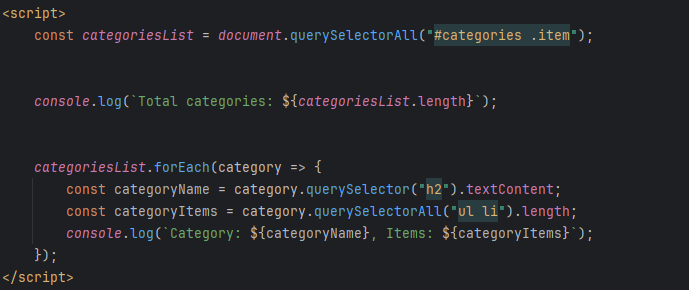 <script>
const categoriesList = document.querySelectorAll("#categories .item");
console.log(`Total categories: ${categoriesList.length}`);
categoriesList.forEach(category => {
const categoryName = category.querySelector("h2").textContent;
const categoryItems = category.querySelectorAll("ul li").length;
console.log(`Category: ${categoryName}, Items: ${categoryItems}`);
});
</script>